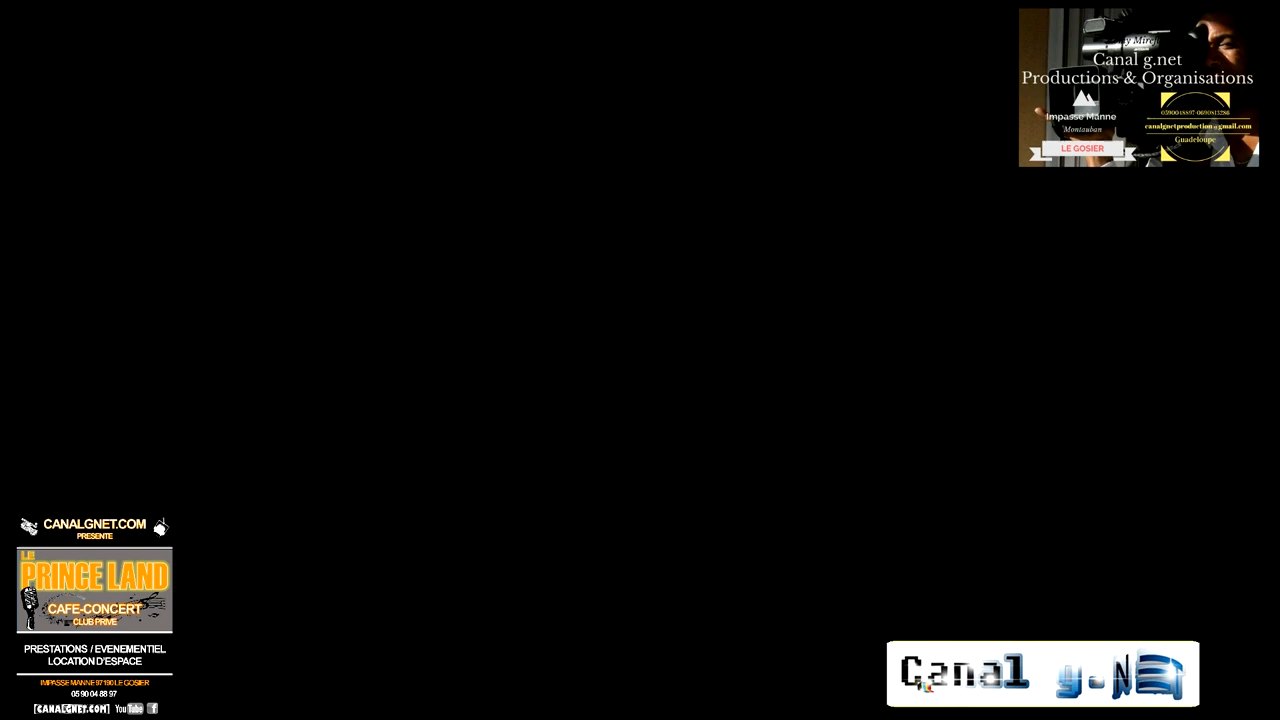 Canal g.net
Productions & Organisations
Impasse Manne
Montauban
LE GOSIER
canalgnetproduction@gmail.com
Guadeloupe
CANALGNET.COM
PRESENTE
LE
PRINCE LAND
CAFE-CONCERT
CLUB PRIVE
PRESTATIONS / EVENEMENTIEL
LOCATION D'ESPACE
IMPASSE MANNE 97190 LE GOSIER
05 90 04 88 97
[CANALGNET.COM] YouTube f
Canal g.NEt